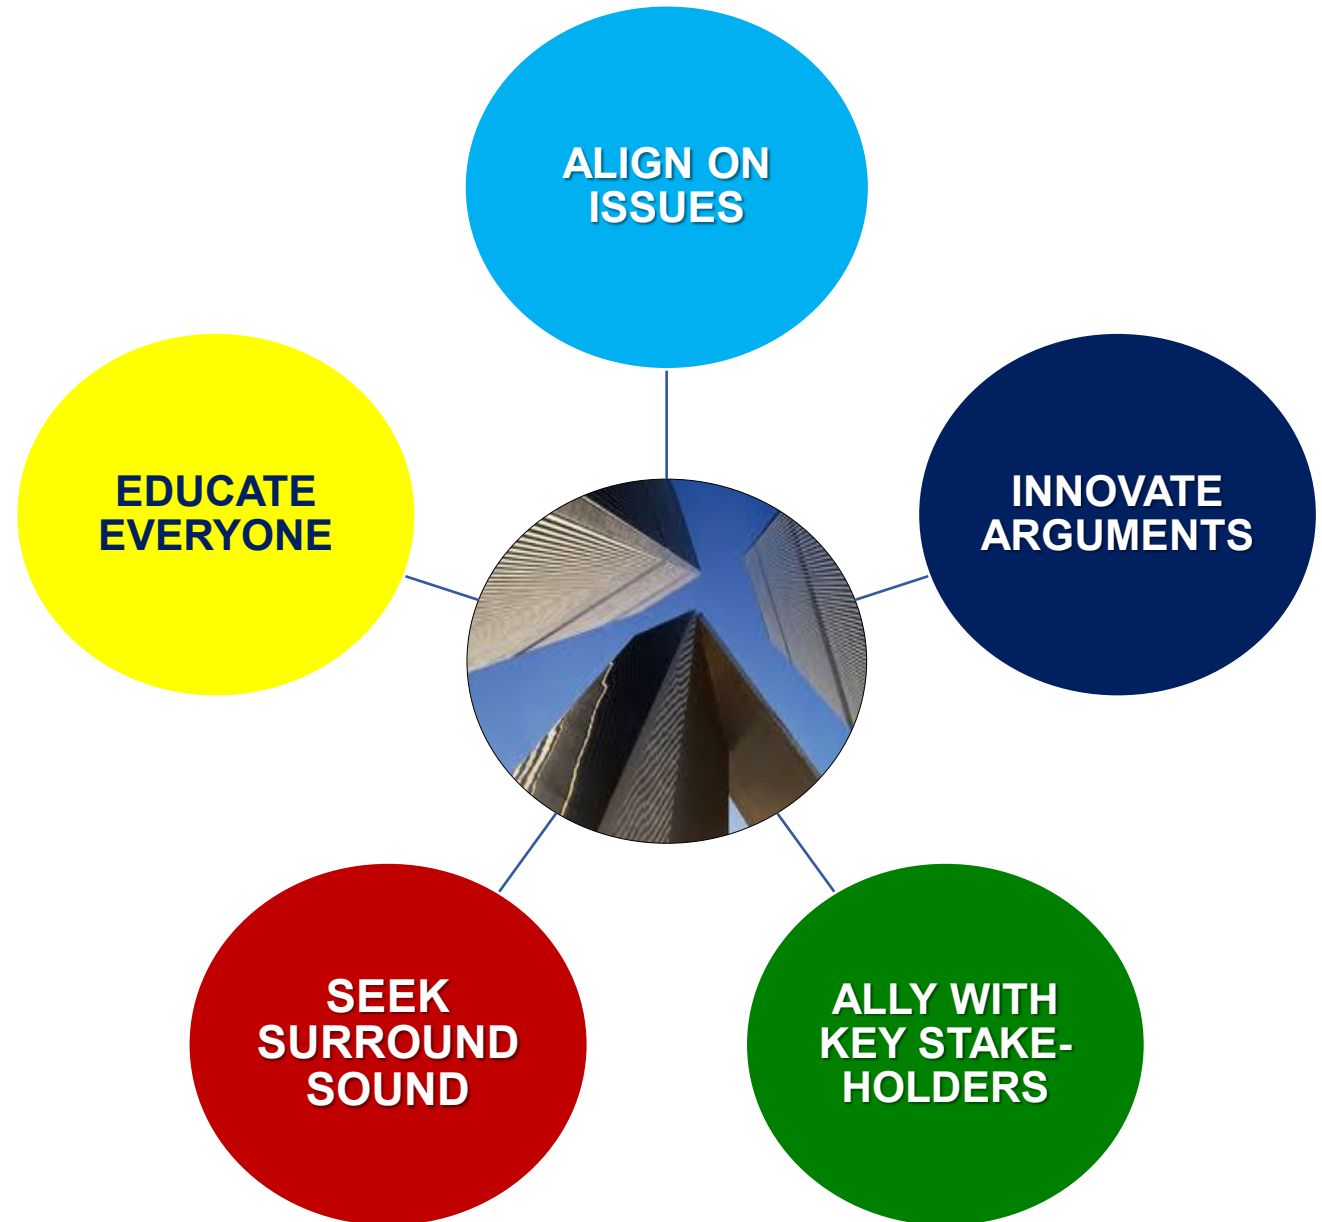 ALIGN ON
ISSUES
INNOVATE
ARGUMENTS
ALLY WITH
KEY STAKE-
HOLDERS
SEEK
SURROUND
SOUND
EDUCATE
EVERYONE